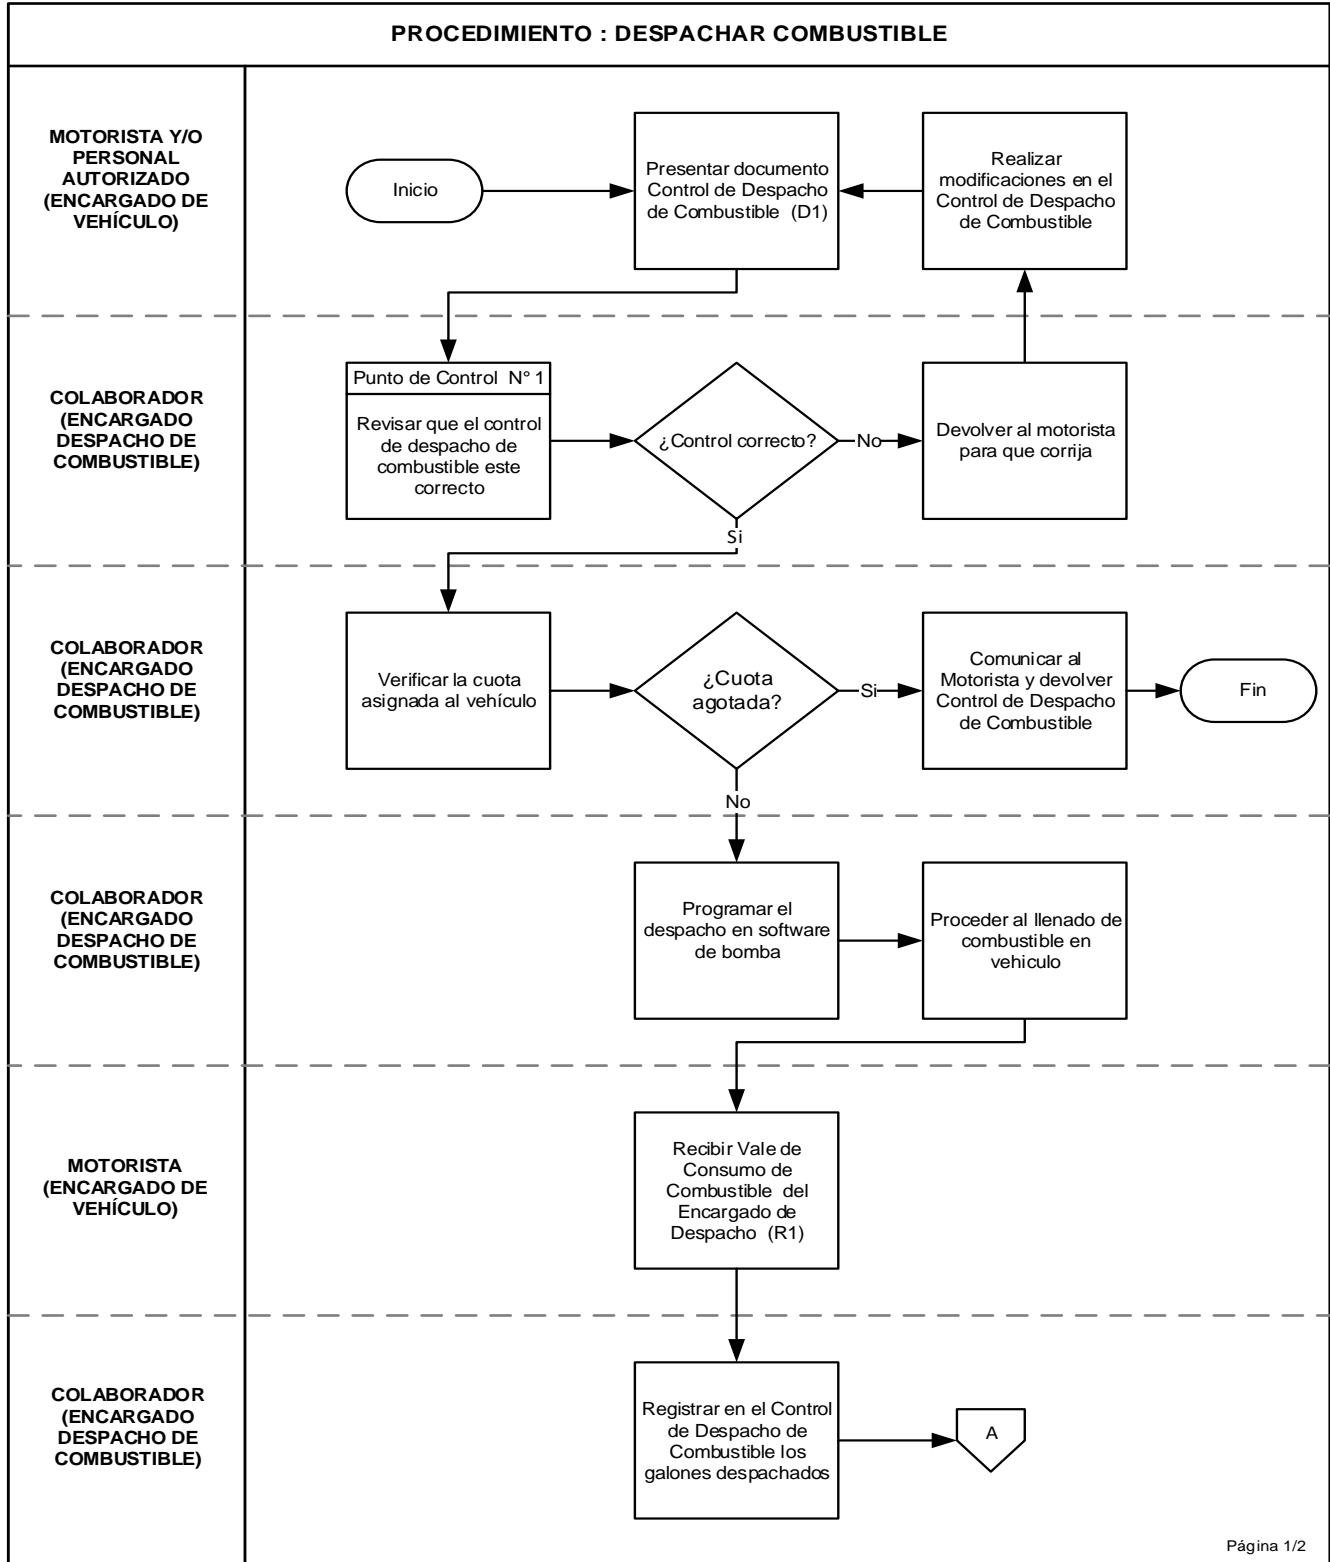 PROCEDIMIENTO : DESPACHAR COMBUSTIBLE
MOTORISTA Y/O
PERSONAL
AUTORIZADO
(ENCARGADO DE
VEHÍCULO)
Inicio
Presentar documento
Control de Despacho
de Combustible (D1)
Realizar
modificaciones en el
Control de Despacho
de Combustible
COLABORADOR
(ENCARGADO
DESPACHO DE
COMBUSTIBLE)
Punto de Control N° 1
Revisar que el control
de despacho de
combustible este
correcto
¿Control correcto?
No
Devolver al motorista
para que corrija
Si
COLABORADOR
(ENCARGADO
DESPACHO DE
COMBUSTIBLE)
Verificar la cuota
asignada al vehículo
¿Cuota
agotada?
Si
Comunicar al
Motorista y devolver
Control de Despacho
de Combustible
Fin
No
COLABORADOR
(ENCARGADO
DESPACHO DE
COMBUSTIBLE)
Programar el
despacho en software
de bomba
Proceder al llenado de
combustible en
vehiculo
MOTORISTA
(ENCARGADO DE
VEHÍCULO)
Recibir Vale de
Consumo de
Combustible del
Encargado de
Despacho (R1)
COLABORADOR
(ENCARGADO
DESPACHO DE
COMBUSTIBLE)
Registrar en el Control
de Despacho de
Combustible los
galones despachados
A
Página 1/2